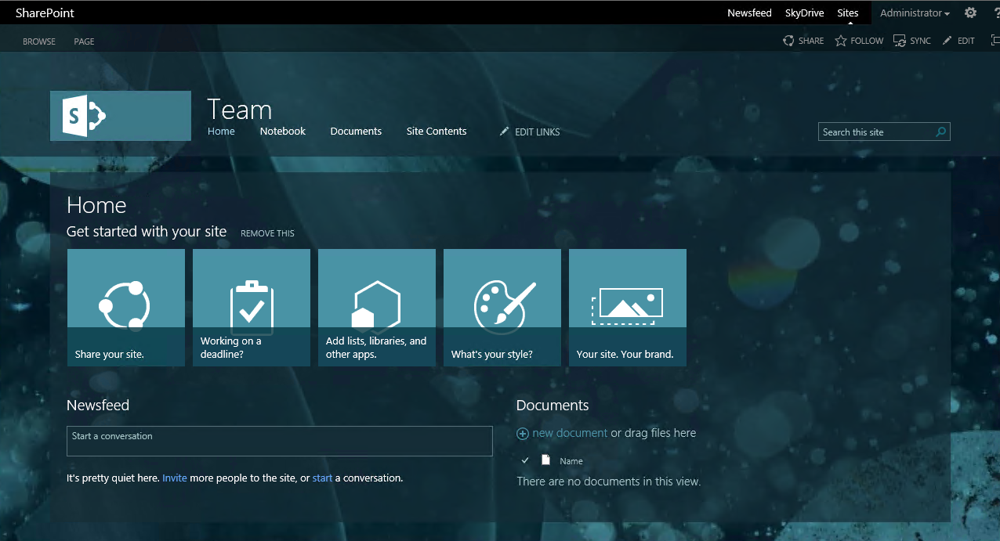 SharePoint
Newsfeed SkyDrive Sites Administrator ?
BROWSE PAGE
SHARE FOLLOW SYNC EDIT
S
Team
Home Notebook Documents Site Contents EDIT LINKS
Search this site
Home
Get started with your site REMOVE THIS
Share your site.
Working on a
deadline?
Add lists, libraries, and
other apps.
What's your style?
Your site. Your brand.
Newsfeed
Start a conversation
It's pretty quiet here. Invite more people to the site, or start a conversation.
Documents
new document or drag files here
Name
There are no documents in this view.